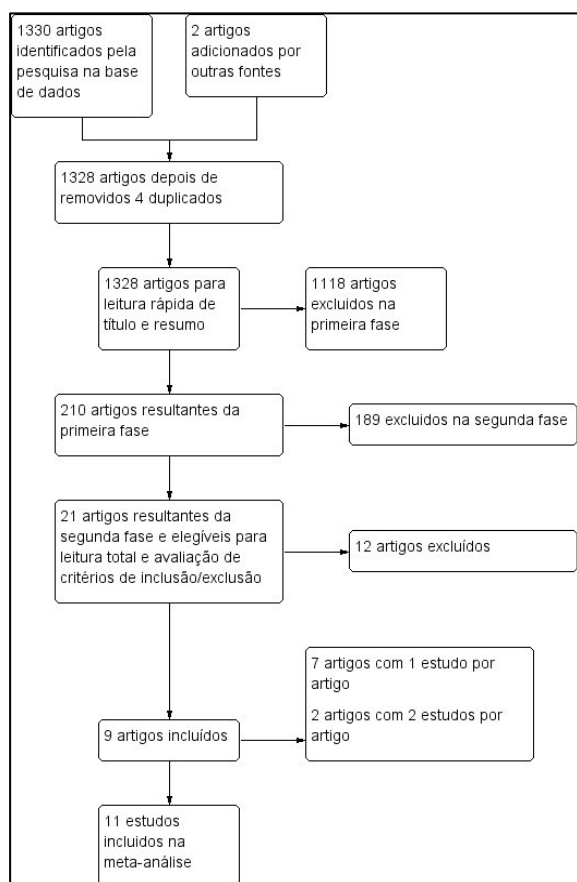 1330 artigos
identificados pela
pesquisa na base
de dados
2 artigos
adicionados por
outras fontes
1328 artigos depois de
removidos 4 duplicados
1328 artigos para
leitura rápida de
título e resumo
1118 artigos
excluidos na
primeira fase
210 artigos resultantes da
primeira fase
189 excluidos na segunda fase
21 artigos resultantes da
segunda fase e elegíveis para
leitura total e avaliação de
critérios de inclusão/exclusão
12 artigos excluídos
7 artigos com 1 estudo por
artigo
2 artigos com 2 estudos por
artigo
9 artigos incluídos
11 estudos
incluidos na
meta-análise